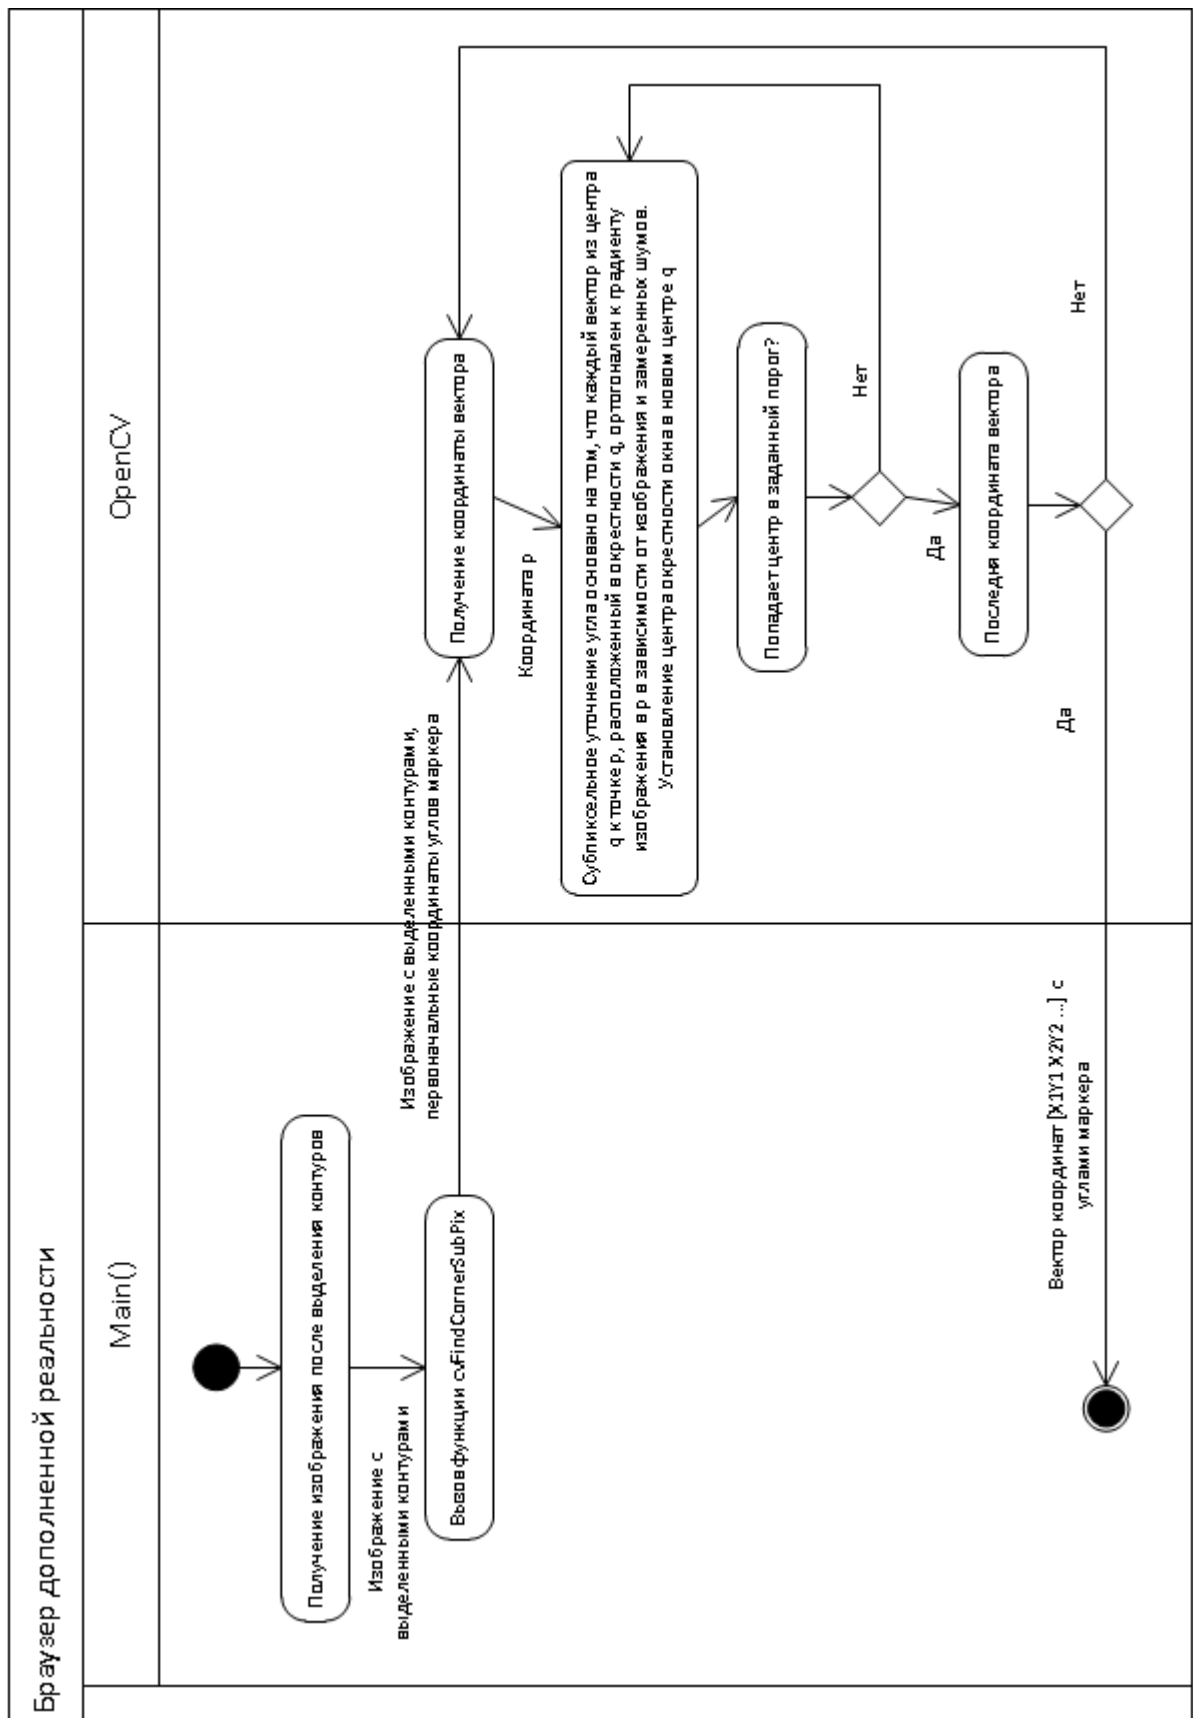 Браузер дополненной реальности
Main()
OpenCV
Получение изображения после выделения контуров
Изображение с
выделенными контурами
Вызов функции cvFindCornerSubPix
Изображение с выделенными контурами,
первоначальные координаты углов маркера
Получение координаты вектора
Координата р
Субпиксельное уточнение угла основано на том, что каждый вектор из центра
q к точке р, расположенный в окрестности q, ортогонален к градиенту
изображения в р в зависимости от изображения и замеренных шумов.
Установление центра окрестности окна в новом центре q
Попадает центр в заданный порог?
Нет
Да
Последня координата вектора
Нет
Да
Вектор координат [X1Y1 X2Y2 ...] с
углами маркера